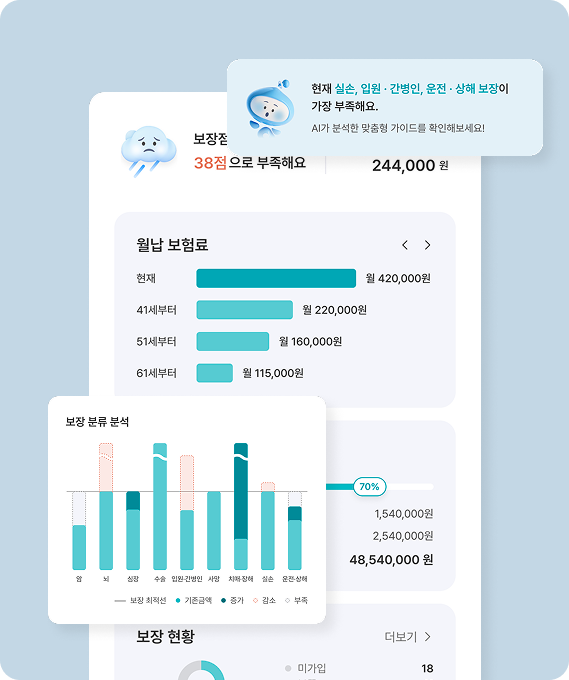 현재 실손, 입원 · 간병인, 운전 · 상해 보장이
가장 부족해요.
AI가 분석한 맞춤형 가이드를 확인해보세요!
보장점
38점으로 부족해요
244,000 원
월납 보험료
현재
월 420,000원
41세부터
월 220,000원
51세부터
월 160,000원
61세부터
월 115,000원
보장 분류 분석
암
뇌
심장
수술
입원·간병인
사망
치매·장해
실손
운전·상해
보장 최적선
기존금액
증가
감소
부족
70%
1,540,000원
2,540,000원
48,540,000 원
보장 현황
더보기
미가입
18